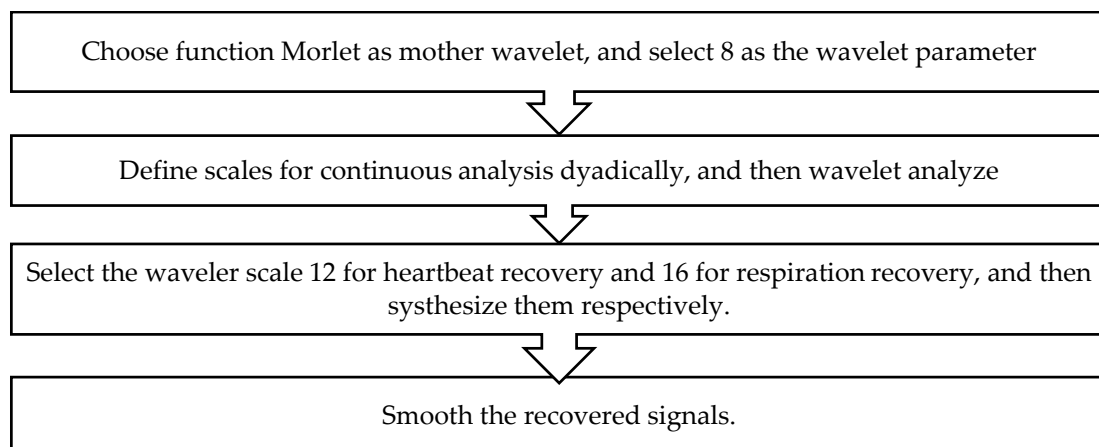 Choose function Morlet as mother wavelet, and select 8 as the wavelet parameter
Define scales for continuous analysis dyadically, and then wavelet analyze
Select the waveler scale 12 for heartbeat recovery and 16 for respiration recovery, and then
systhesize them respectively.
Smooth the recovered signals.